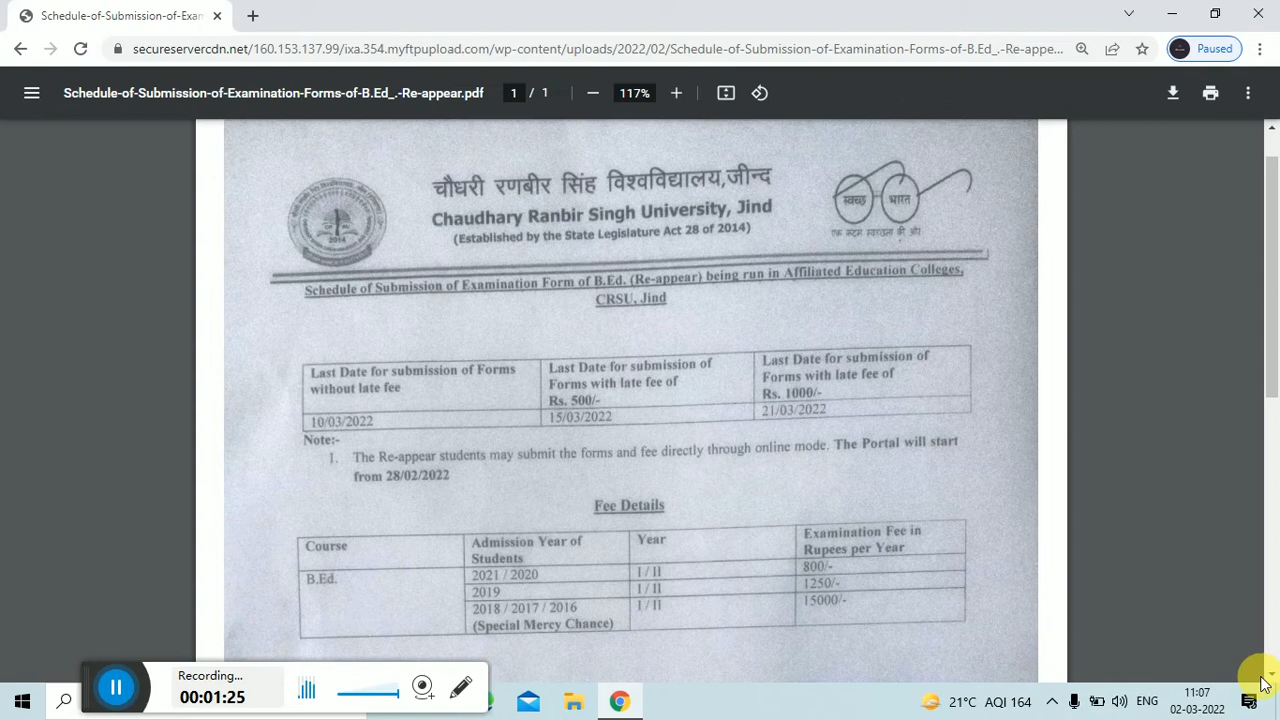 Schedule-of-Submission-of-Exam
secureservercdn.net/160.153.137.99/ixa.354.myftpupload.com/wp-content/uploads/2022/02/Schedule-of-Submission-of-Examination-Forms-of-B.Ed_.-Re-appe...
Paused
Schedule-of-Submission-of-Examination-Forms-of-B.Ed_.-Re-appear.pdf
1 / 1
117%
चौधरी रणबीर सिंह विश्वविद्यालय,जीन्द
Chaudhary Ranbir Singh University, Jind
(Established by the State Legislature Act 28 of 2014)
2014
स्वच्छ भारत
एक कदम स्वच्छता की ओर
Schedule of Submission of Examination Form of B.Ed. (Re-appear) being run in Affiliated Education Colleges,
CRSU, Jind
Last Date for submission of Forms without late fee
Last Date for submission of Forms with late fee of Rs. 500/-
Last Date for submission of Forms with late fee of Rs. 1000/-
10/03/2022
15/03/2022
21/03/2022
Note:-
1. The Re-appear students may submit the forms and fee directly through online mode. The Portal will start
from 28/02/2022
Fee Details
Course
Admission Year of Students
Year
Examination Fee in Rupees per Year
B.Ed.
2021 / 2020 I / II 800/-
2019 I / II 1250/-
2018 / 2017 / 2016 I / II 15000/-
(Special Mercy Chance)
Recording...
00:01:25
21°C AQI 164
ENG
11:07
02-03-2022